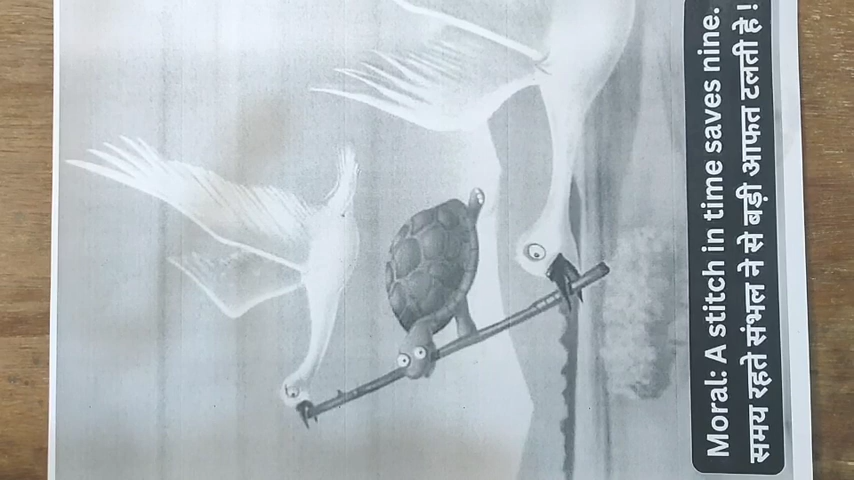 Moral: A stitch in time saves nine.
समय रहते संभल ने से बड़ी आफत टलती है !